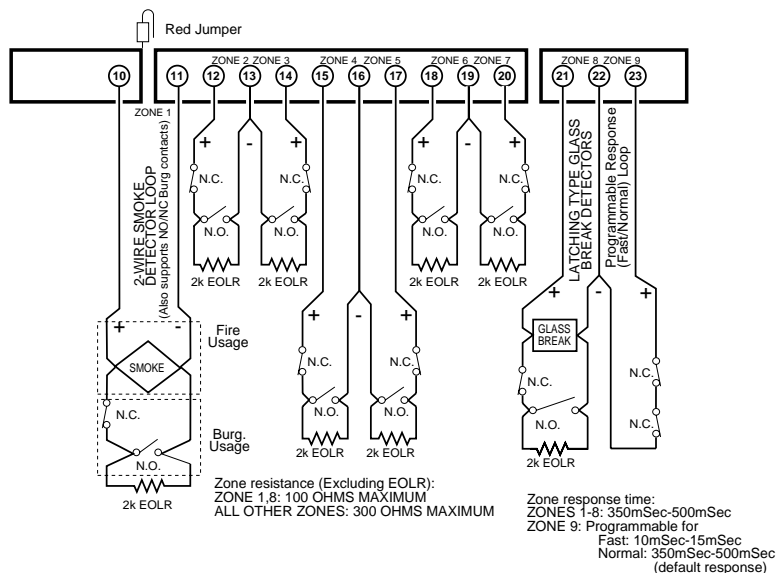 Red Jumper
ZONE 2 ZONE 3 ZONE 4 ZONE 5 ZONE 6 ZONE 7 ZONE 8 ZONE 9
10 11 12 13 14 15 16 17 18 19 20 21 22 23
ZONE 1
+ - + + - + + - +
N.C. N.C. N.C. N.C.
N.O. N.O. N.O. N.O.
2k EOLR 2k EOLR 2k EOLR 2k EOLR
2-WIRE SMOKE
DETECTOR LOOP
(Also supports NO/NC Burg contacts)
LATCHING TYPE GLASS
BREAK DETECTORS
Programmable Response
(Fast/Normal) Loop
+ - Fire
Usage
SMOKE
N.C.
Burg.
Usage
N.O.
2k EOLR
+ - +
N.C. N.C.
N.O. N.O.
2k EOLR 2k EOLR
+ - +
GLASS
BREAK
N.C. N.C.
N.O. N.C.
2k EOLR
Zone resistance (Excluding EOLR):
ZONE 1,8: 100 OHMS MAXIMUM
ALL OTHER ZONES: 300 OHMS MAXIMUM
Zone response time:
ZONES 1-8: 350mSec-500mSec
ZONE 9: Programmable for
Fast: 10mSec-15mSec
Normal: 350mSec-500mSec
(default response)